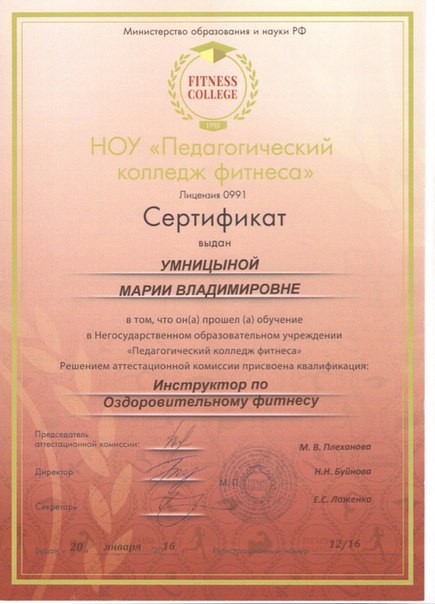 Министерство образования и науки РФ
FITNESS
COLLEGE
1998
НОУ «Педагогический
колледж фитнеса»
Лицензия 0991
Сертификат
выдан
УМНИЦЫНОЙ
МАРИИ ВЛАДИМИРОВНЕ
в том, что он(а) прошел (а) обучение
в Негосударственном образовательном учреждении
«Педагогический колледж фитнеса»
Решением аттестационной комиссии присвоена квалификация:
Инструктор по
Оздоровительному фитнесу
Председатель
аттестационной комиссии:
М. В. Плеханова
Директор
М.П.
Н.Н. Буйнова
Секретарь
Е.С. Ложенко
Выдан « 20 января 2016
Регистрационный номер 12/16